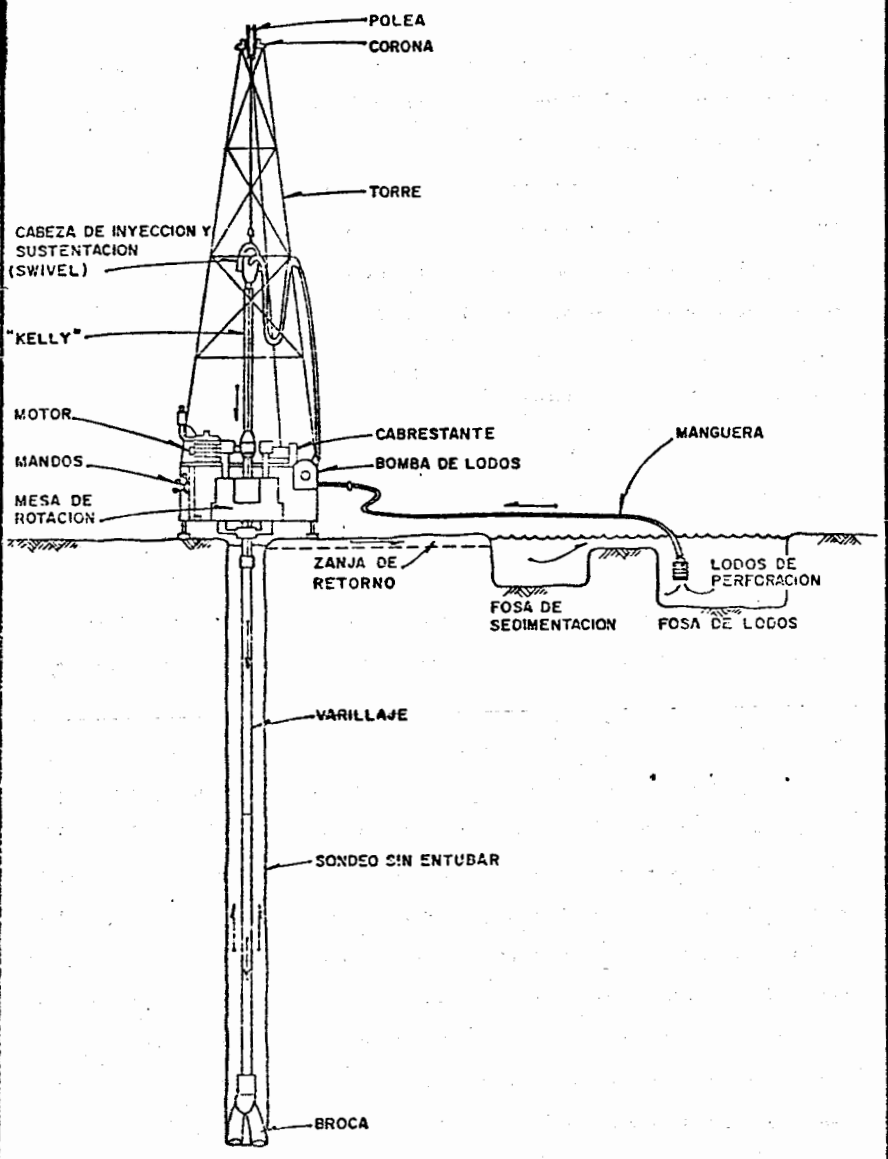 POLEA
CORONA
TORRE
CABEZA DE INYECCION Y
SUSTENTACION
(SWIVEL)
"KELLY"
MOTOR
MANDOS
MESA DE
ROTACION
CABRESTANTE
BOMBA DE LODOS
MANGUERA
ZANJA DE
RETORNO
FOSA DE
SEDIMENTACION
LODOS DE
PERFORACION
FOSA DE LODOS
VARILLAJE
SONDEO SIN ENTUBAR
BROCA